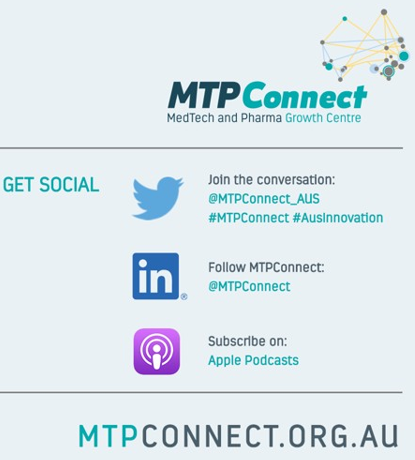 MTPConnect
MedTech and Pharma Growth Centre
GET SOCIAL
Join the conversation:
@MTPConnect_AUS
#MTPConnect #AusInnovation
in®
Follow MTPConnect:
@MTPConnect
Subscribe on:
Apple Podcasts
MTPCONNECT.ORG.AU